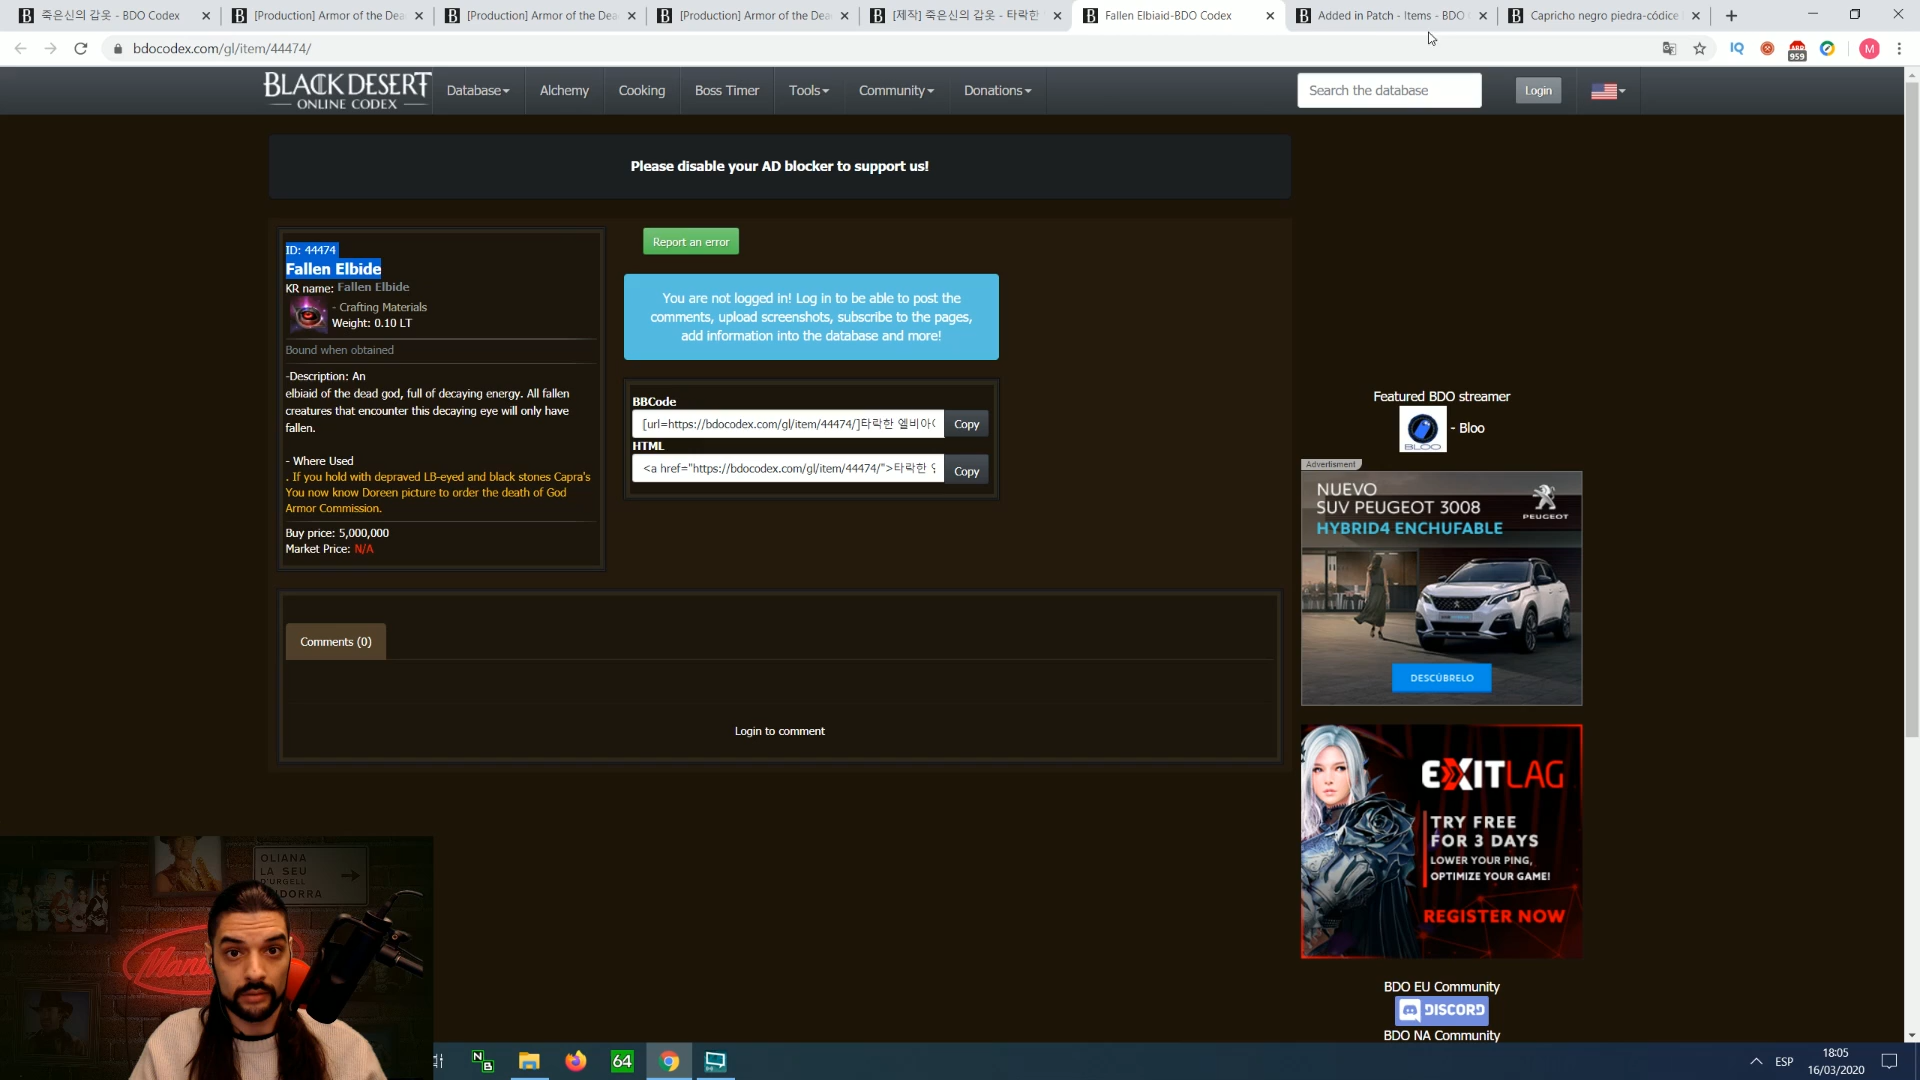 죽은신의 갑옷 - BDO Codex
[Production] Armor of the Dea
[Production] Armor of the Dea
[Production] Armor of the Dea
[제작] 죽은신의 갑옷 - 타락한
Fallen Elbiaid-BDO Codex
Added in Patch - Items - BDO
Capricho negro piedra-códice
bdocodex.com/gl/item/44474/
IQ
ABP
959
M
BLACK DESERT
ONLINE CODEX
Database
Alchemy
Cooking
Boss Timer
Tools
Community
Donations
Search the database
Login
Please disable your AD blocker to support us!
ID: 44474
Fallen Elbide
KR name: Fallen Elbide
- Crafting Materials
Weight: 0.10 LT
Bound when obtained
-Description: An
elbiaid of the dead god, full of decaying energy. All fallen
creatures that encounter this decaying eye will only have
fallen.
- Where Used
. If you hold with depraved LB-eyed and black stones Capra's
You now know Doreen picture to order the death of God
Armor Commission.
Buy price: 5,000,000
Market Price: N/A
Report an error
You are not logged in! Log in to be able to post the
comments, upload screenshots, subscribe to the pages,
add information into the database and more!
BBCode
[url=https://bdocodex.com/gl/item/44474/]타락한 엘비아이
Copy
HTML
<a href="https://bdocodex.com/gl/item/44474/">타락한
Copy
Comments (0)
Login to comment
Featured BDO streamer
BLOO
- Bloo
Advertisment
NUEVO
SUV PEUGEOT 3008
HYBRID4 ENCHUFABLE
PEUGEOT
DESCÚBRELO
EXITLAG
TRY FREE
FOR 3 DAYS
LOWER YOUR PING,
OPTIMIZE YOUR GAME!
REGISTER NOW
BDO EU Community
DISCORD
BDO NA Community
OLIANA
LA SEU
D'URGELL
ANDORRA
N
B
64
ESP
18:05
16/03/2020